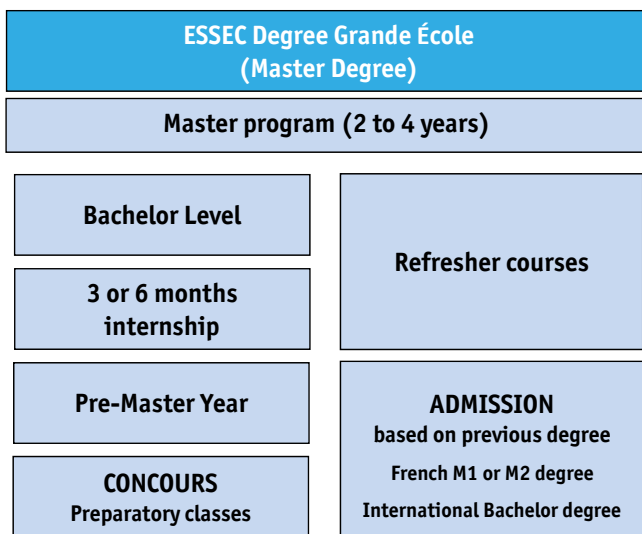 ESSEC Degree Grande École
(Master Degree)
Master program (2 to 4 years)
Bachelor Level
3 or 6 months
internship
Pre-Master Year
CONCOURS
Preparatory classes
Refresher courses
ADMISSION
based on previous degree
French M1 or M2 degree
International Bachelor degree